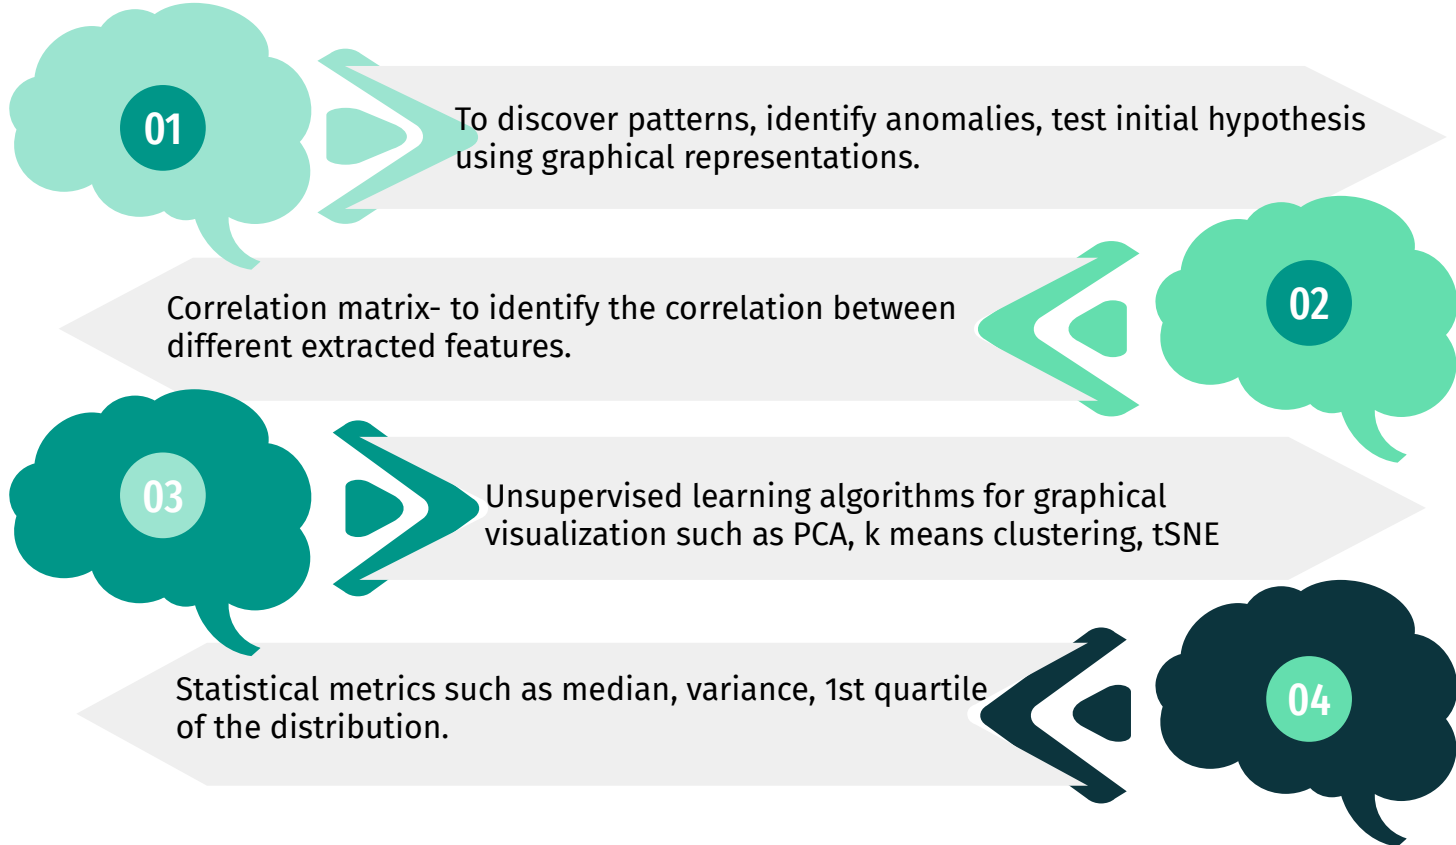 01
To discover patterns, identify anomalies, test initial hypothesis
using graphical representations.
Correlation matrix- to identify the correlation between
different extracted features.
02
03
Unsupervised learning algorithms for graphical
visualization such as PCA, k means clustering, tSNE
Statistical metrics such as median, variance, 1st quartile
of the distribution.
04